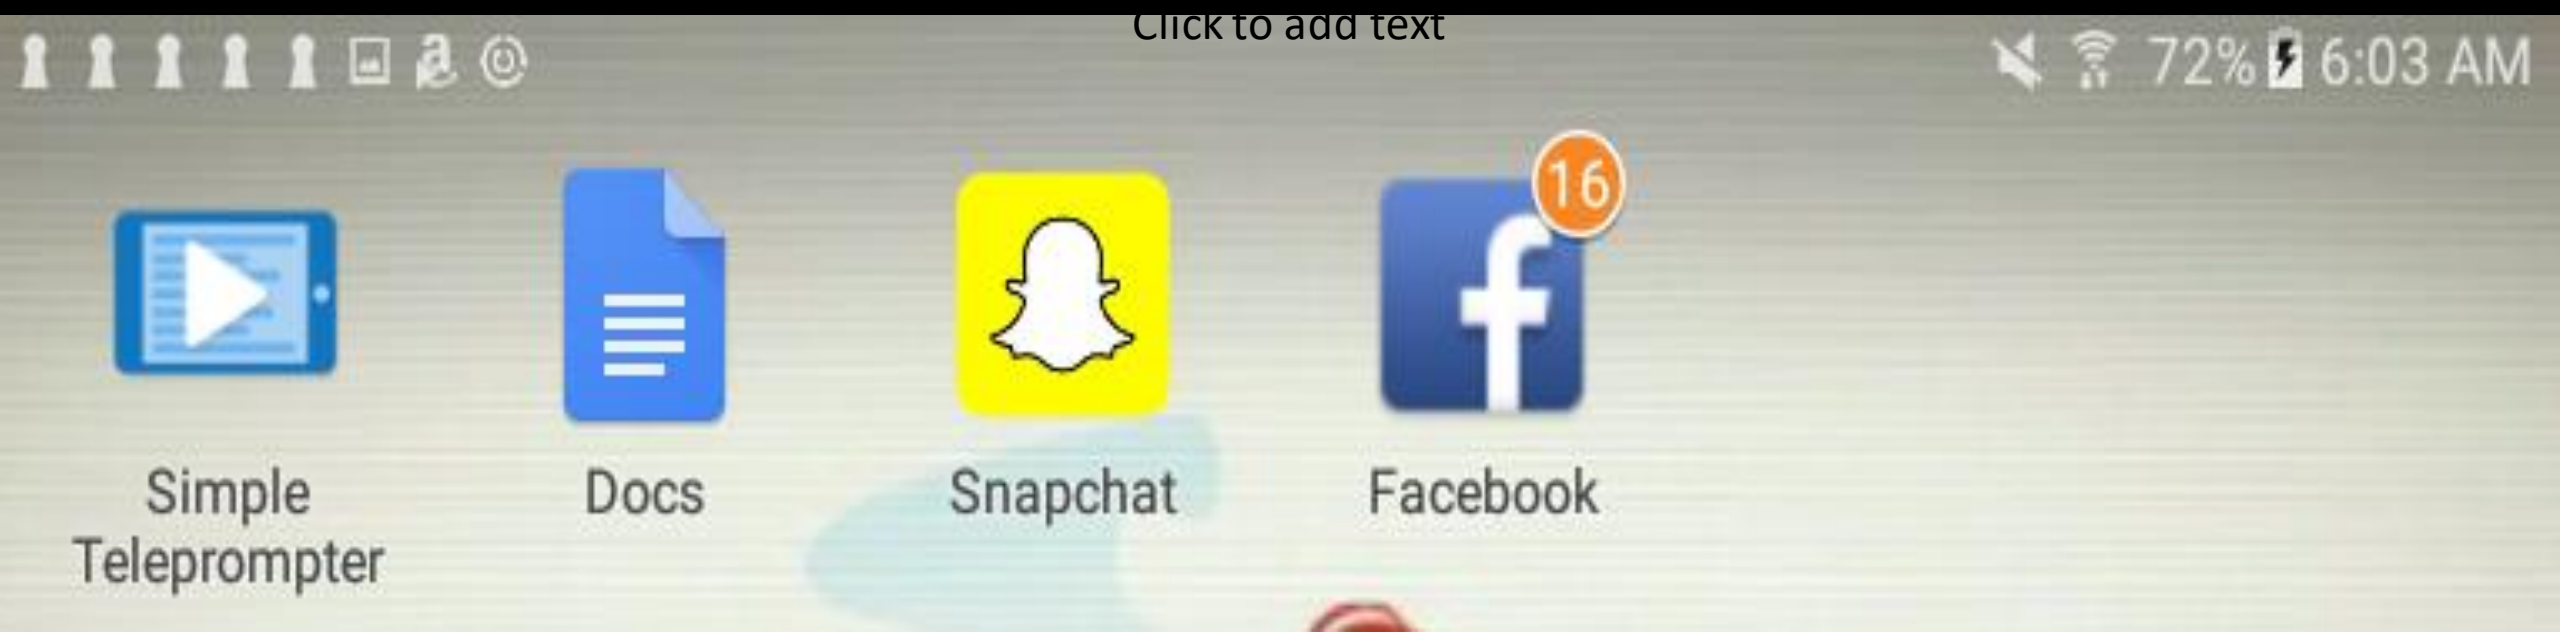 Click to add text
72% 6:03 AM
16
Simple
Teleprompter
Docs
Snapchat
Facebook